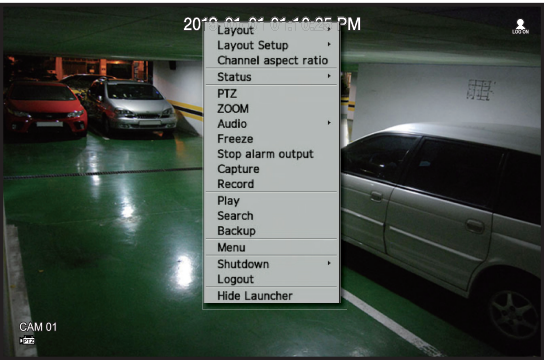 PM
LOG ON
Layout
Layout Setup
Channel aspect ratio
Status
PTZ
ZOOM
Audio
Freeze
Stop alarm output
Capture
Record
Play
Search
Backup
Menu
Shutdown
Logout
Hide Launcher
CAM 01
PTZ